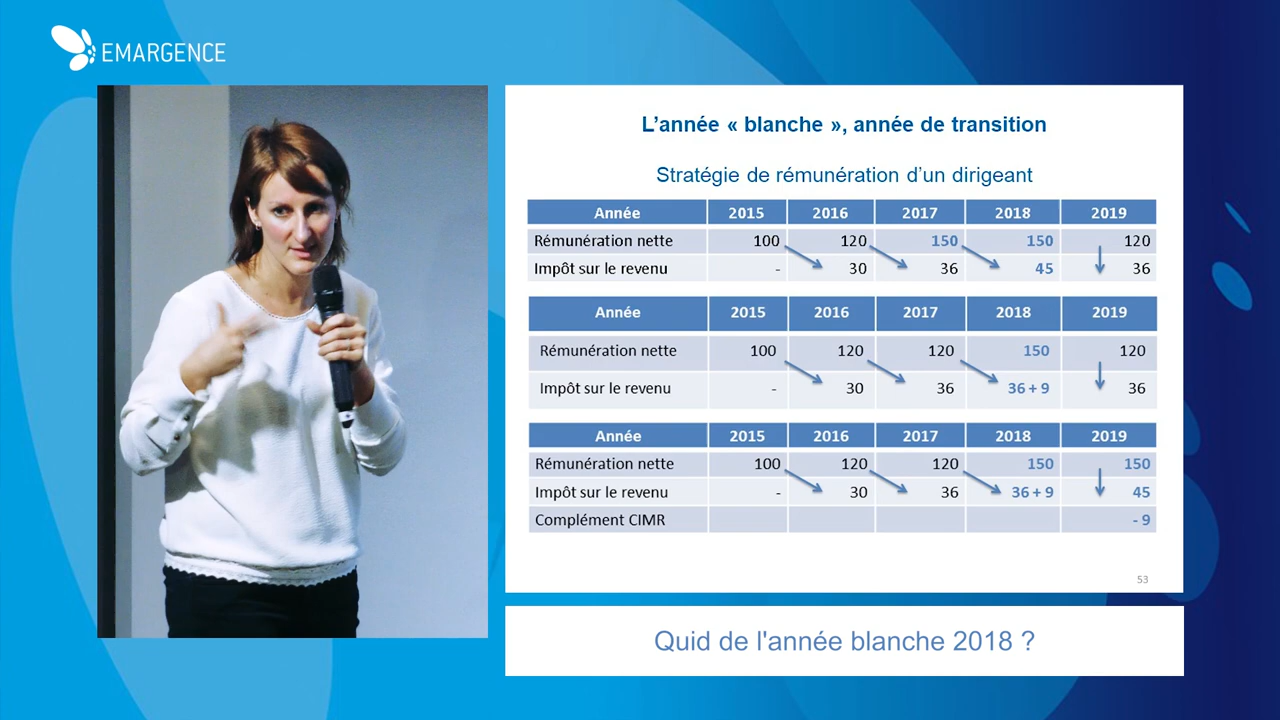 EMARGENCE
L'année « blanche », année de transition
Stratégie de rémunération d'un dirigeant
Année 2015 2016 2017 2018 2019
Rémunération nette 100 120 150 150 120
Impôt sur le revenu - 30 36 45 36
Année 2015 2016 2017 2018 2019
Rémunération nette 100 120 120 150 120
Impôt sur le revenu - 30 36 36 + 9 36
Année 2015 2016 2017 2018 2019
Rémunération nette 100 120 120 150 150
Impôt sur le revenu - 30 36 36 + 9 45
Complément CIMR - 9
53
Quid de l'année blanche 2018 ?